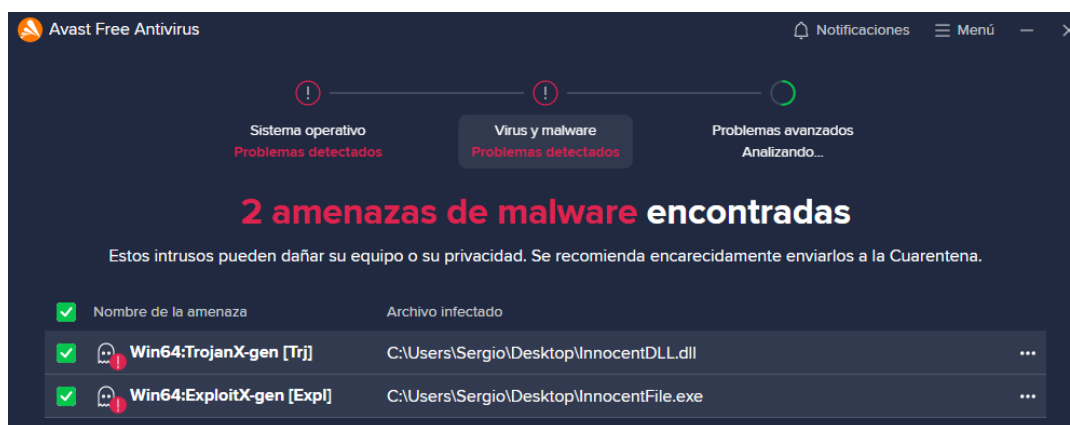 Avast Free Antivirus
Notificaciones
Menú
Sistema operativo
Problemas detectados
Virus y malware
Problemas detectados
Problemas avanzados
Analizando...
2 amenazas de malware encontradas
Estos intrusos pueden dañar su equipo o su privacidad. Se recomienda encarecidamente enviarlos a la Cuarentena.
Nombre de la amenaza
Archivo infectado
Win64:TrojanX-gen [Trj]
C:\Users\Sergio\Desktop\InnocentDLL.dll
Win64:ExploitX-gen [Expl]
C:\Users\Sergio\Desktop\InnocentFile.exe